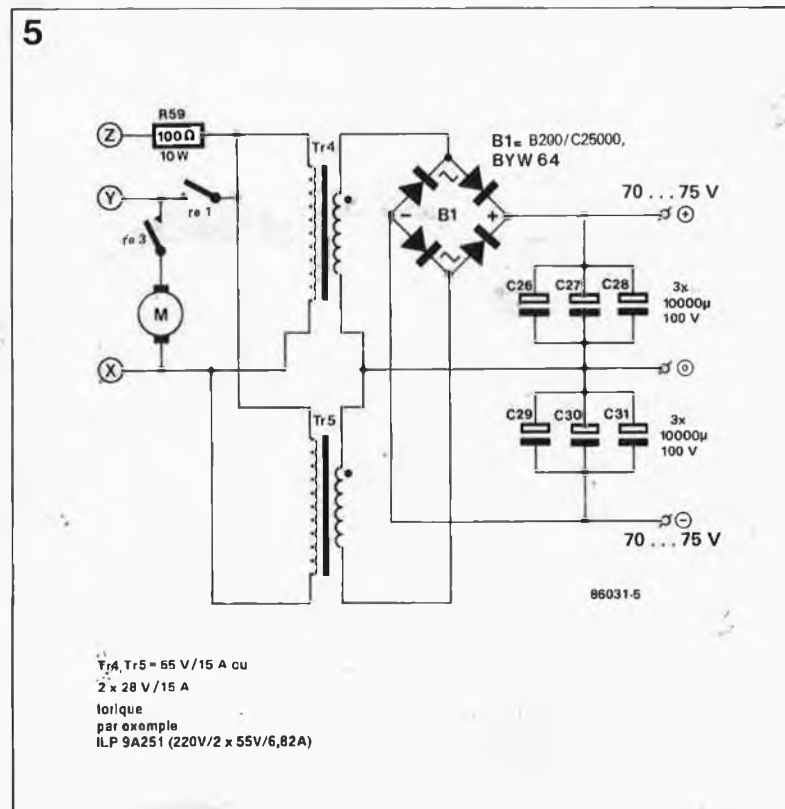 5
R59
100Ω
10W
Z
Y
X
re 1
re 3
M
Tr4
Tr5
B1= B200/C25000,
BYW 64
~
− B1 +
~
70 ... 75 V
+
C26 C27 C28
3x
10000µ
100 V
0
C29 C30 C31
3x
10000µ
100 V
−
70 ... 75 V
86031-5
Tr4, Tr5 = 55 V/15 A ou
2 x 28 V/15 A
torique
par exemple
ILP 9A251 (220V/2 x 55V/6,82A)